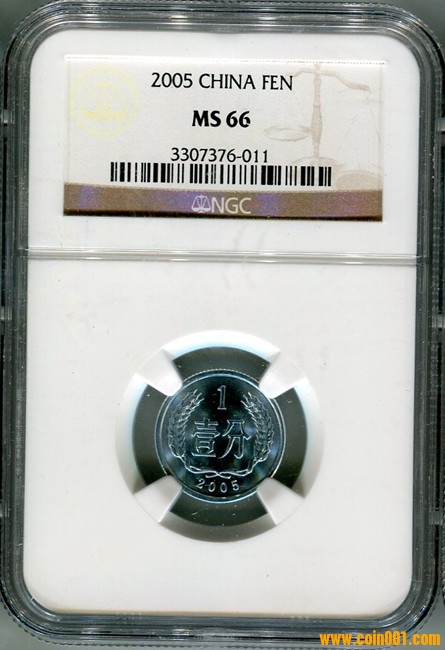 2005 CHINA FEN
MS 66
3307376-011
NGC
1
壹分
2005
www.coin001.com